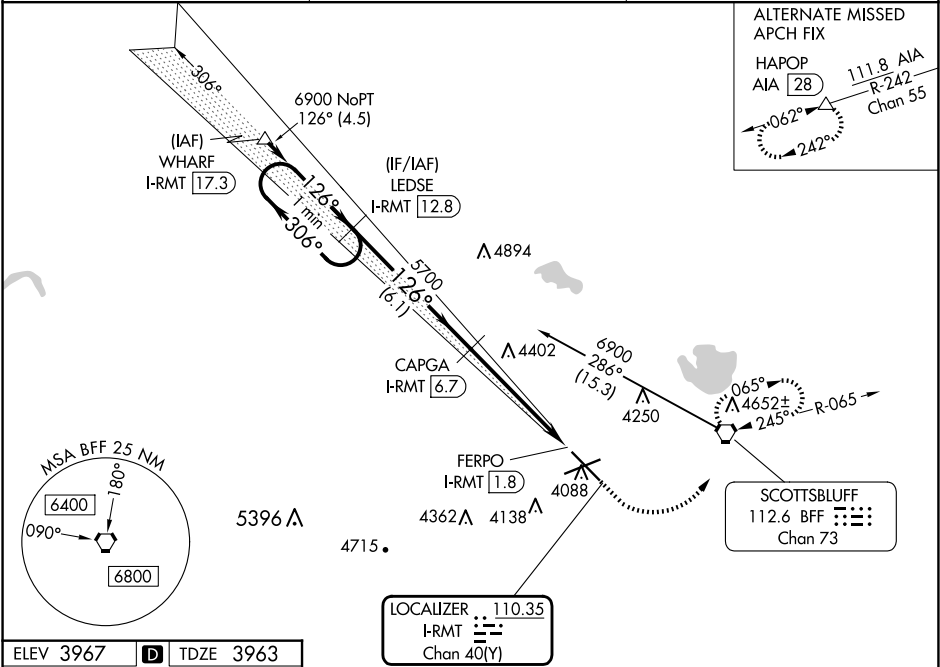 ALTERNATE MISSED
APCH FIX
HAPOP
AIA 28
111.8 AIA
R-242
Chan 55
062°
242°
306°
6900 NoPT
126° (4.5)
(IAF)
WHARF
I-RMT 17.3
(IF/IAF)
LEDSE
I-RMT 12.8
126°
1 min
306°
4894
5700
126°
(6.1)
CAPGA
I-RMT 6.7
4402
6900
286°
(15.3)
4250
065°
4652±
245°
R-065
FERPO
I-RMT 1.8
4088
4362
4138
5396
4715
MSA BFF 25 NM
180°
6400
090°
6800
SCOTTSBLUFF
112.6 BFF
Chan 73
LOCALIZER 110.35
I-RMT
Chan 40(Y)
ELEV 3967 D TDZE 3963